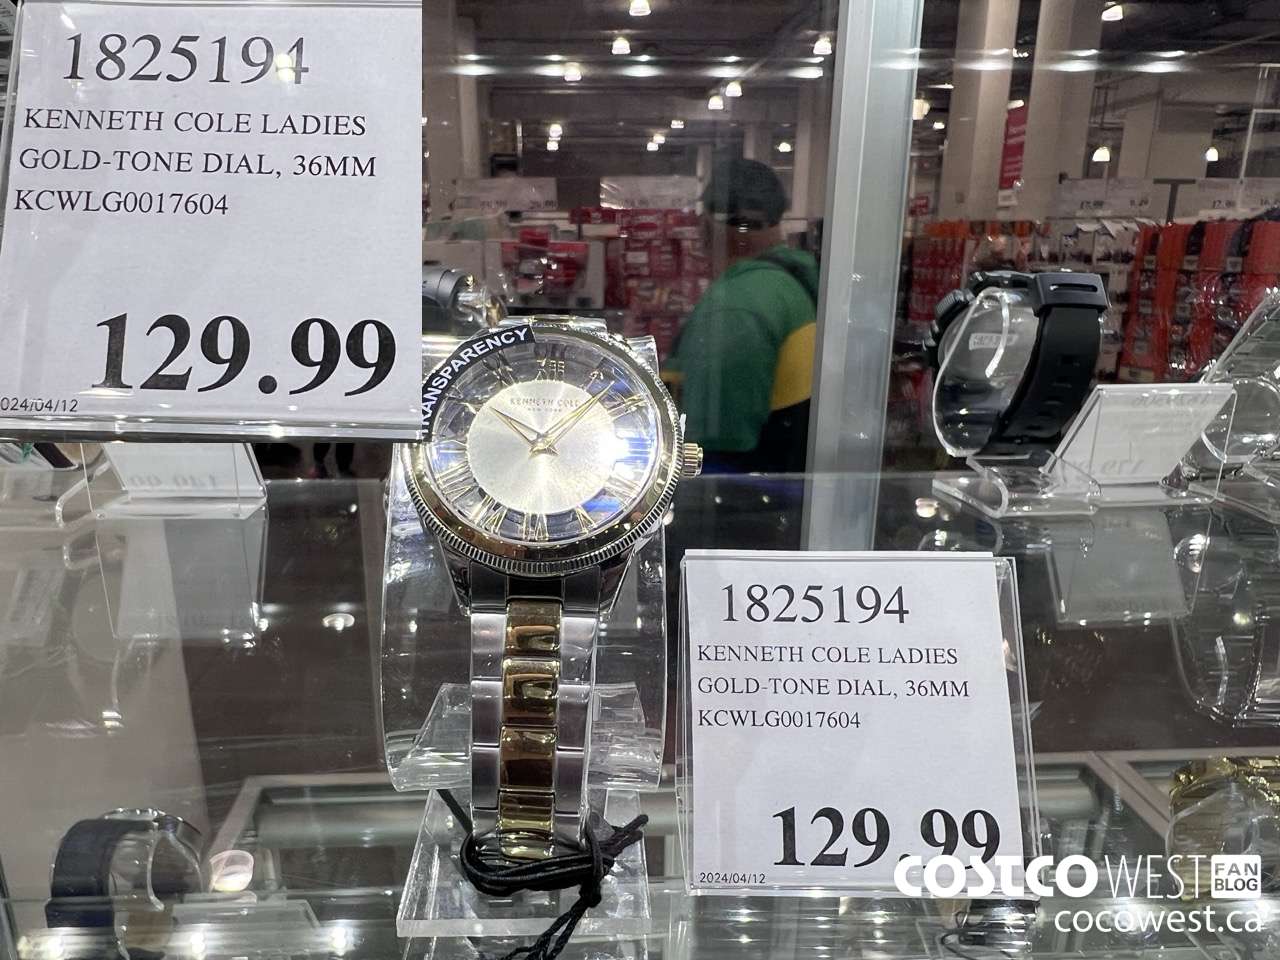 1825194
KENNETH COLE LADIES
GOLD-TONE DIAL, 36MM
KCWLG0017604
129.99
024/04/12
TRANSPARENCY
KENNETH COLE
NEW YORK
1825194
KENNETH COLE LADIES
GOLD-TONE DIAL, 36MM
KCWLG0017604
129.99
2024/04/12
COSTCO WEST FAN BLOG
cocowest.ca